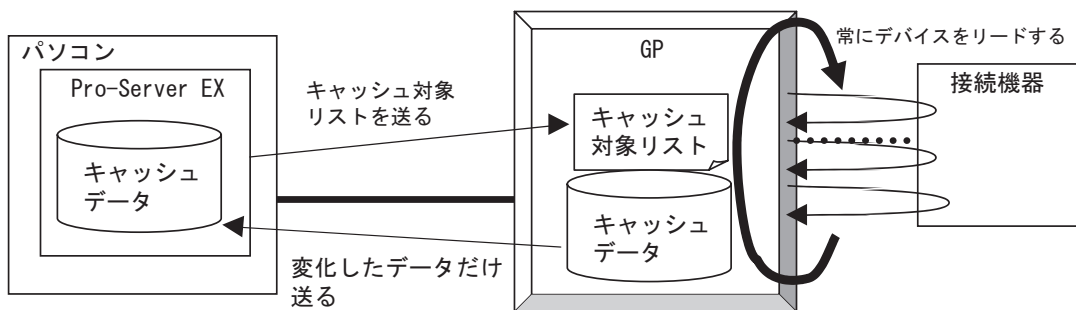 パソコン
Pro-Server EX
キャッシュ
データ
キャッシュ対象
リストを送る
変化したデータだけ
送る
GP
キャッシュ
対象リスト
キャッシュ
データ
常にデバイスをリードする
接続機器